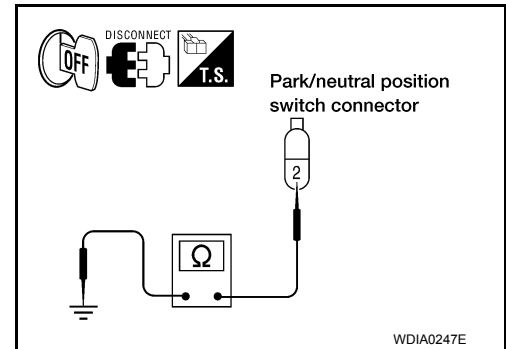 DISCONNECT
OFF
T.S.
Park/neutral position
switch connector
2
Ω
WDIA0247E